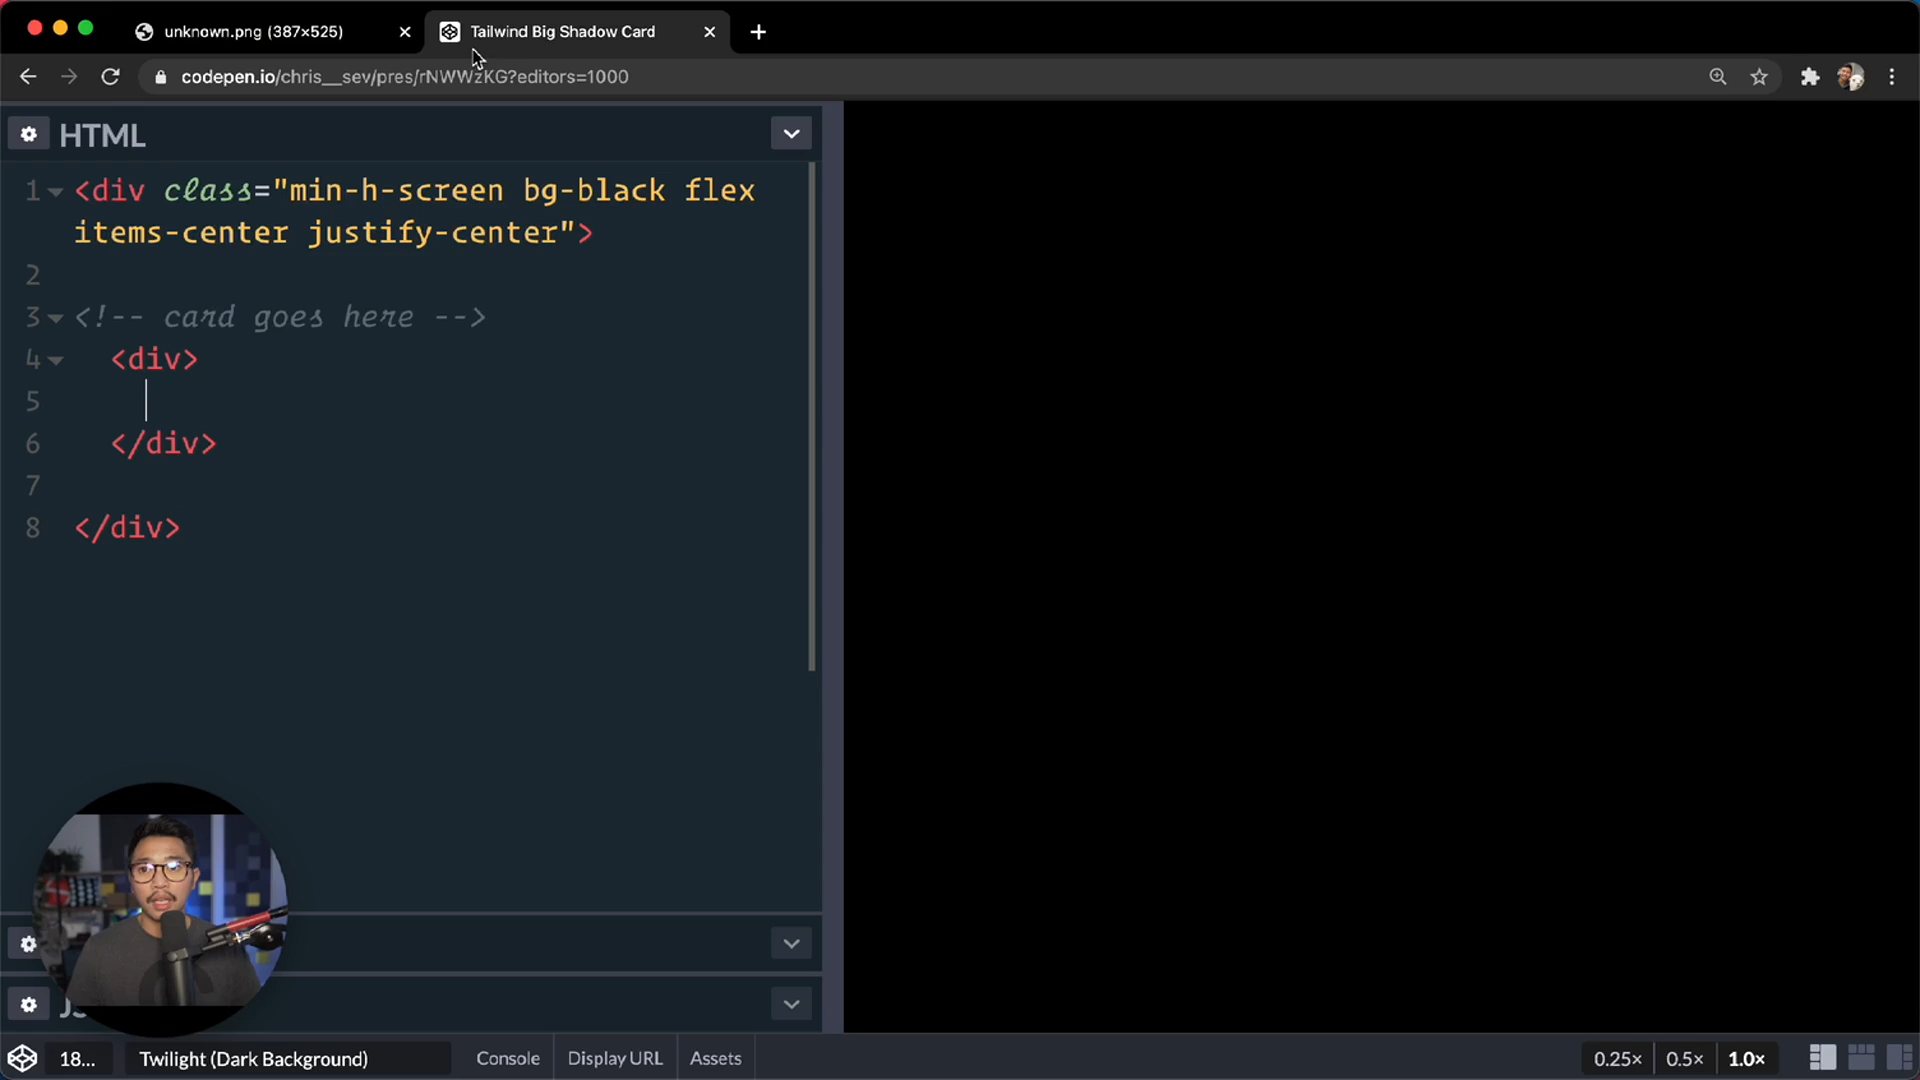 unknown.png (387×525)
Tailwind Big Shadow Card
codepen.io/chris__sev/pres/rNWWzKG?editors=1000
HTML
1 <div class="min-h-screen bg-black flex
items-center justify-center">
2
3 <!-- card goes here -->
4 <div>
5
6 </div>
7
8 </div>
18...
Twilight (Dark Background)
Console
Display URL
Assets
0.25×
0.5×
1.0×